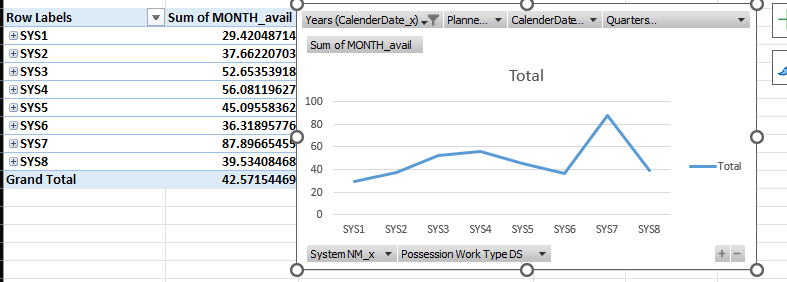 Row Labels Sum of MONTH_avail
SYS1 29.42048714
SYS2 37.66220703
SYS3 52.65353918
SYS4 56.08119627
SYS5 45.09558362
SYS6 36.31895776
SYS7 87.89665455
SYS8 39.53408468
Grand Total 42.57154469
Years (CalenderDate_x) Planne... CalenderDate... Quarters...
Sum of MONTH_avail
Total
100
80
60
40
20
0
SYS1 SYS2 SYS3 SYS4 SYS5 SYS6 SYS7 SYS8
Total
System NM_x Possession Work Type DS